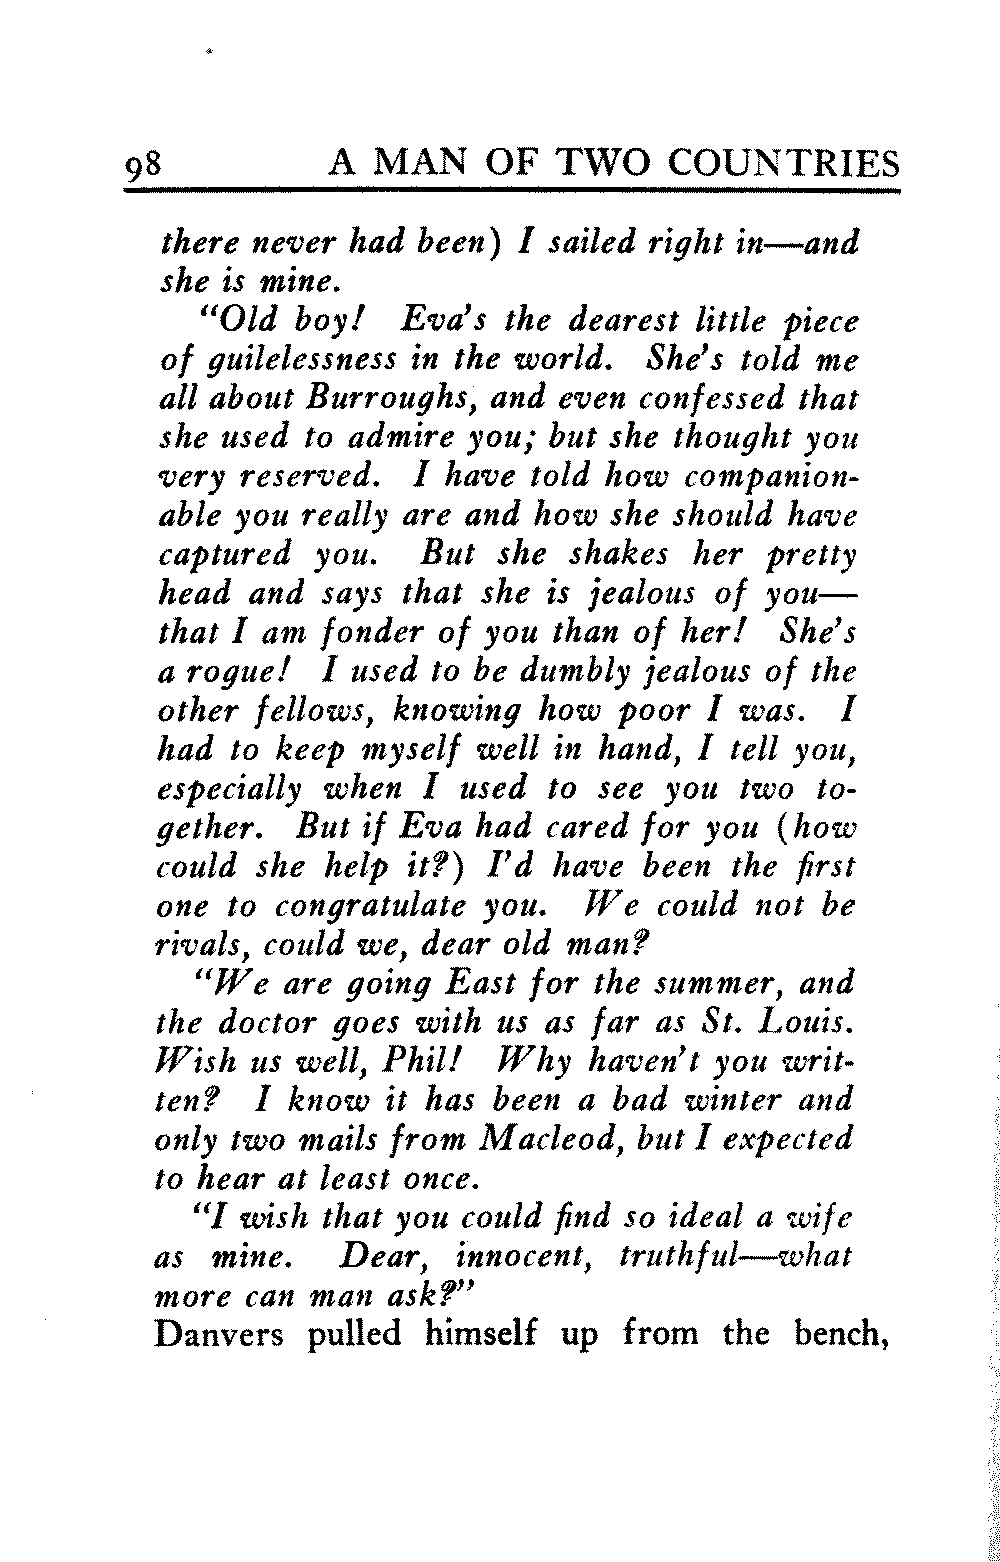 98 A MAN OF TWO COUNTRIES
there never had been) I sailed right in—and
she is mine.
"Old boy! Eva's the dearest little piece
of guilelessness in the world. She's told me
all about Burroughs, and even confessed that
she used to admire you; but she thought you
very reserved. I have told how companion-
able you really are and how she should have
captured you. But she shakes her pretty
head and says that she is jealous of you—
that I am fonder of you than of her! She's
a rogue! I used to be dumbly jealous of the
other fellows, knowing how poor I was. I
had to keep myself well in hand, I tell you,
especially when I used to see you two to-
gether. But if Eva had cared for you (how
could she help it?) I'd have been the first
one to congratulate you. We could not be
rivals, could we, dear old man?
"We are going East for the summer, and
the doctor goes with us as far as St. Louis.
Wish us well, Phil! Why haven't you writ-
ten? I know it has been a bad winter and
only two mails from Macleod, but I expected
to hear at least once.
"I wish that you could find so ideal a wife
as mine. Dear, innocent, truthful—what
more can man ask?"
Danvers pulled himself up from the bench,